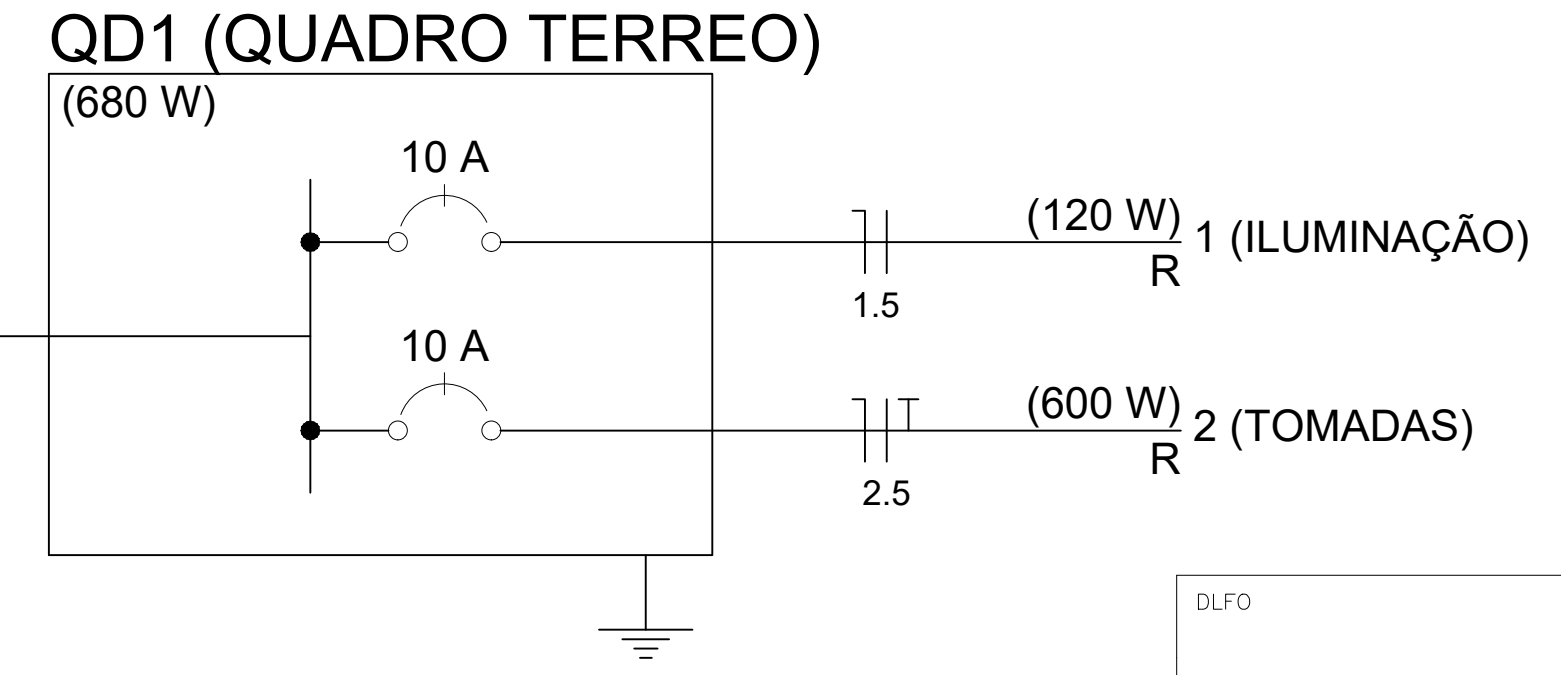 QD1 (QUADRO TERREO)
(680 W)
10 A
(120 W)
1 (ILUMINAÇÃO)
R
1.5
10 A
(600 W)
2 (TOMADAS)
R
2.5
DLFO